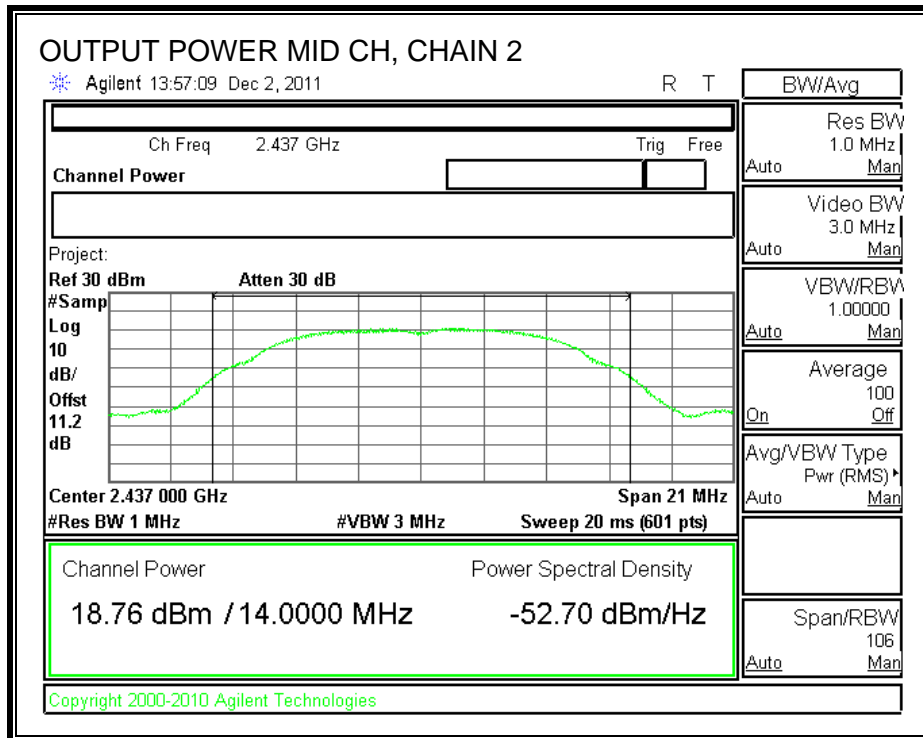 OUTPUT POWER MID CH, CHAIN 2
Agilent 13:57:09 Dec 2, 2011 R T
Ch Freq 2.437 GHz Trig Free
Channel Power
Project:
Ref 30 dBm Atten 30 dB
#Samp
Log
10
dB/
Offst
11.2
dB
Center 2.437 000 GHz Span 21 MHz
#Res BW 1 MHz #VBW 3 MHz Sweep 20 ms (601 pts)
Channel Power Power Spectral Density
18.76 dBm / 14.0000 MHz -52.70 dBm/Hz
Copyright 2000-2010 Agilent Technologies
BW/Avg
Res BW
1.0 MHz
Auto Man
Video BW
3.0 MHz
Auto Man
VBW/RBW
1.00000
Auto Man
Average
100
On Off
Avg/VBW Type
Pwr (RMS)
Auto Man
Span/RBW
106
Auto Man